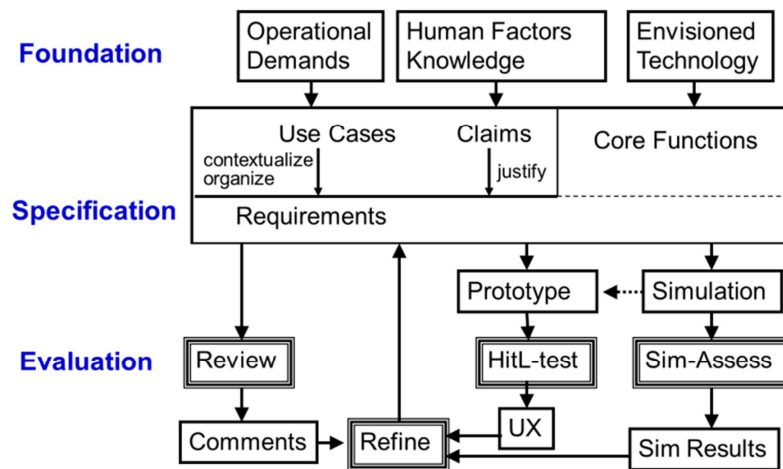 Foundation
Operational
Demands
Human Factors
Knowledge
Envisioned
Technology
Use Cases
Claims
Core Functions
contextualize
organize
justify
Specification
Requirements
Prototype
Simulation
Evaluation
Review
HitL-test
Sim-Assess
Comments
Refine
UX
Sim Results